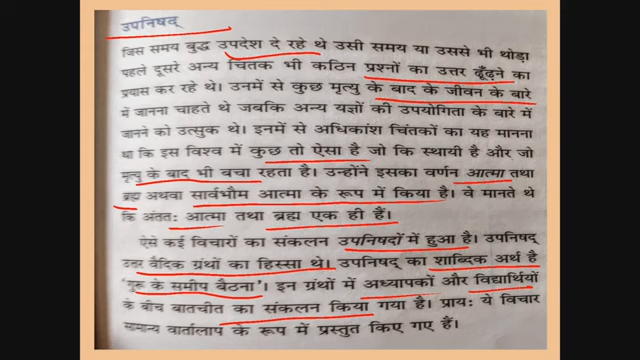 उपनिषद्
जिस समय बुद्ध उपदेश दे रहे थे उसी समय या उससे भी थोड़ा
पहले दूसरे अन्य चिंतक भी कठिन प्रश्नों का उत्तर ढूँढ़ने का
प्रयास कर रहे थे। उनमें से कुछ मृत्यु के बाद के जीवन के बारे
में जानना चाहते थे जबकि अन्य यज्ञों की उपयोगिता के बारे में
जानने को उत्सुक थे। इनमें से अधिकांश चिंतकों का यह मानना
था कि इस विश्व में कुछ तो ऐसा है जो कि स्थायी है और जो
मृत्यु के बाद भी बचा रहता है। उन्होंने इसका वर्णन आत्मा तथा
ब्रह्म अथवा सार्वभौम आत्मा के रूप में किया है। वे मानते थे
कि अंततः आत्मा तथा ब्रह्म एक ही हैं।
ऐसे कई विचारों का संकलन उपनिषदों में हुआ है। उपनिषद्
उत्तर वैदिक ग्रंथों का हिस्सा थे। उपनिषद् का शाब्दिक अर्थ है
'गुरू के समीप बैठना'। इन ग्रंथों में अध्यापकों और विद्यार्थियों
के बीच बातचीत का संकलन किया गया है। प्रायः ये विचार
सामान्य वार्तालाप के रूप में प्रस्तुत किए गए हैं।